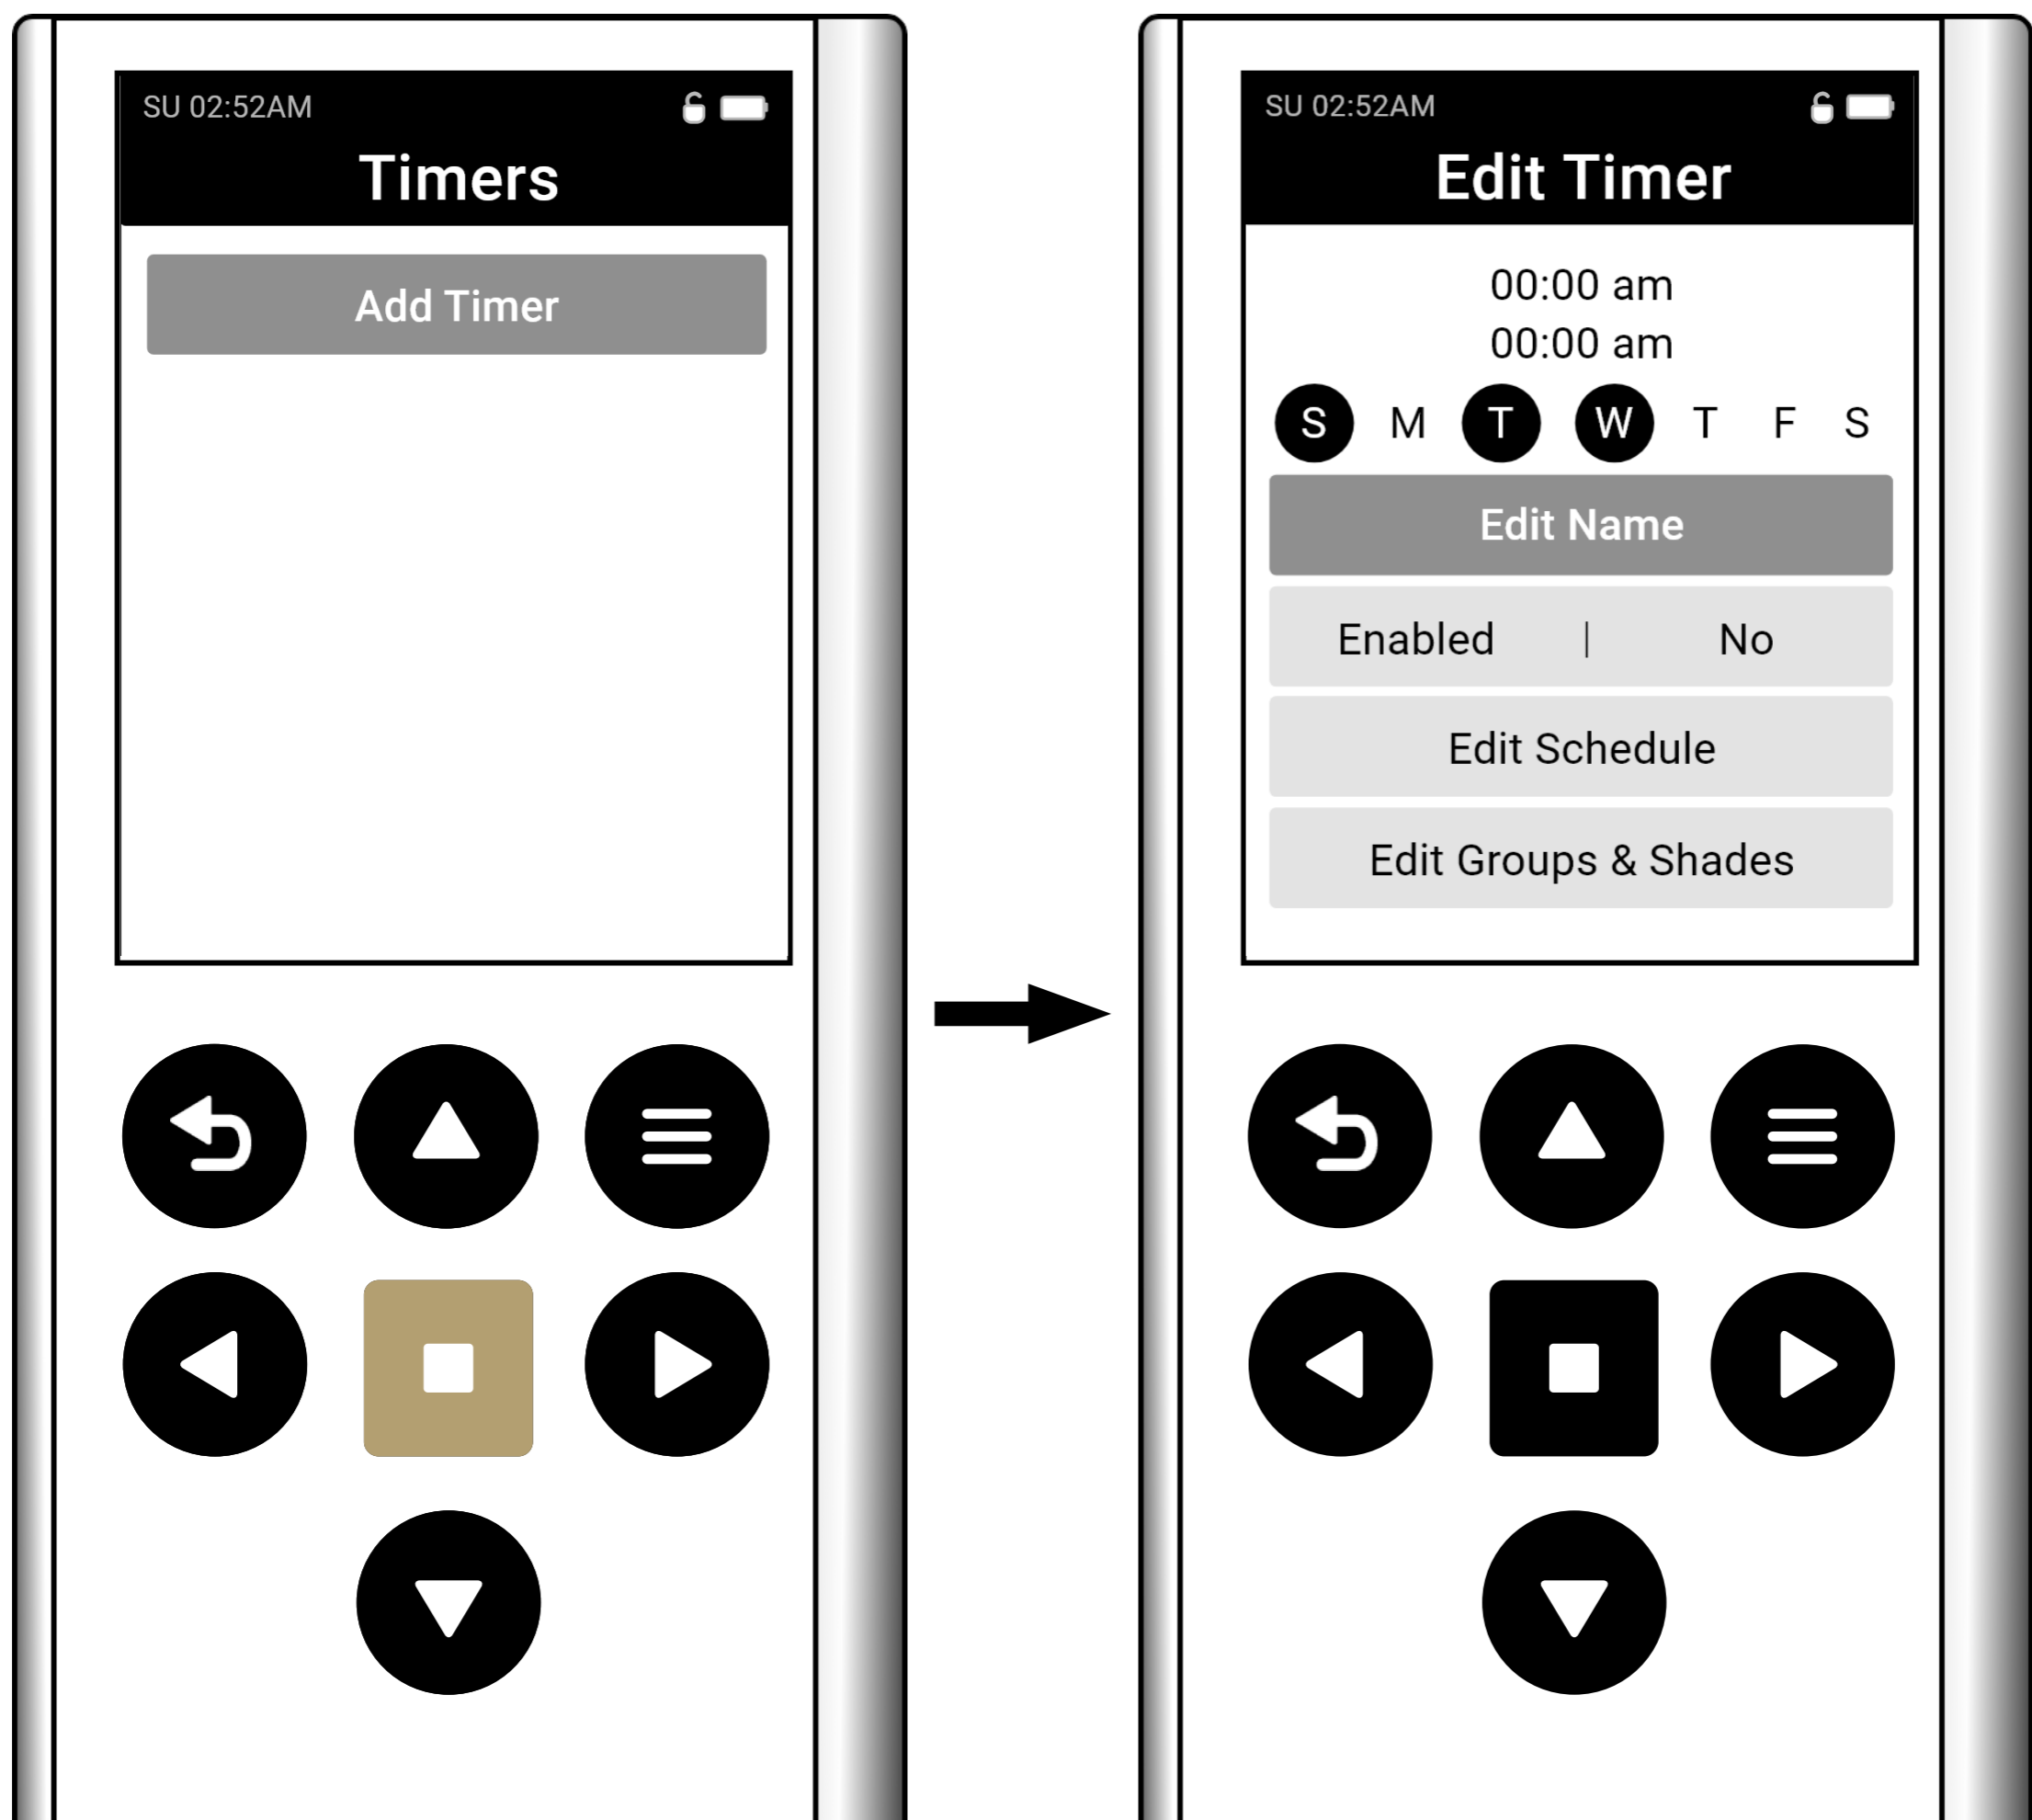 SU 02:52AM
Timers
Add Timer
SU 02:52AM
Edit Timer
00:00 am
00:00 am
S M T W T F S
Edit Name
Enabled | No
Edit Schedule
Edit Groups & Shades